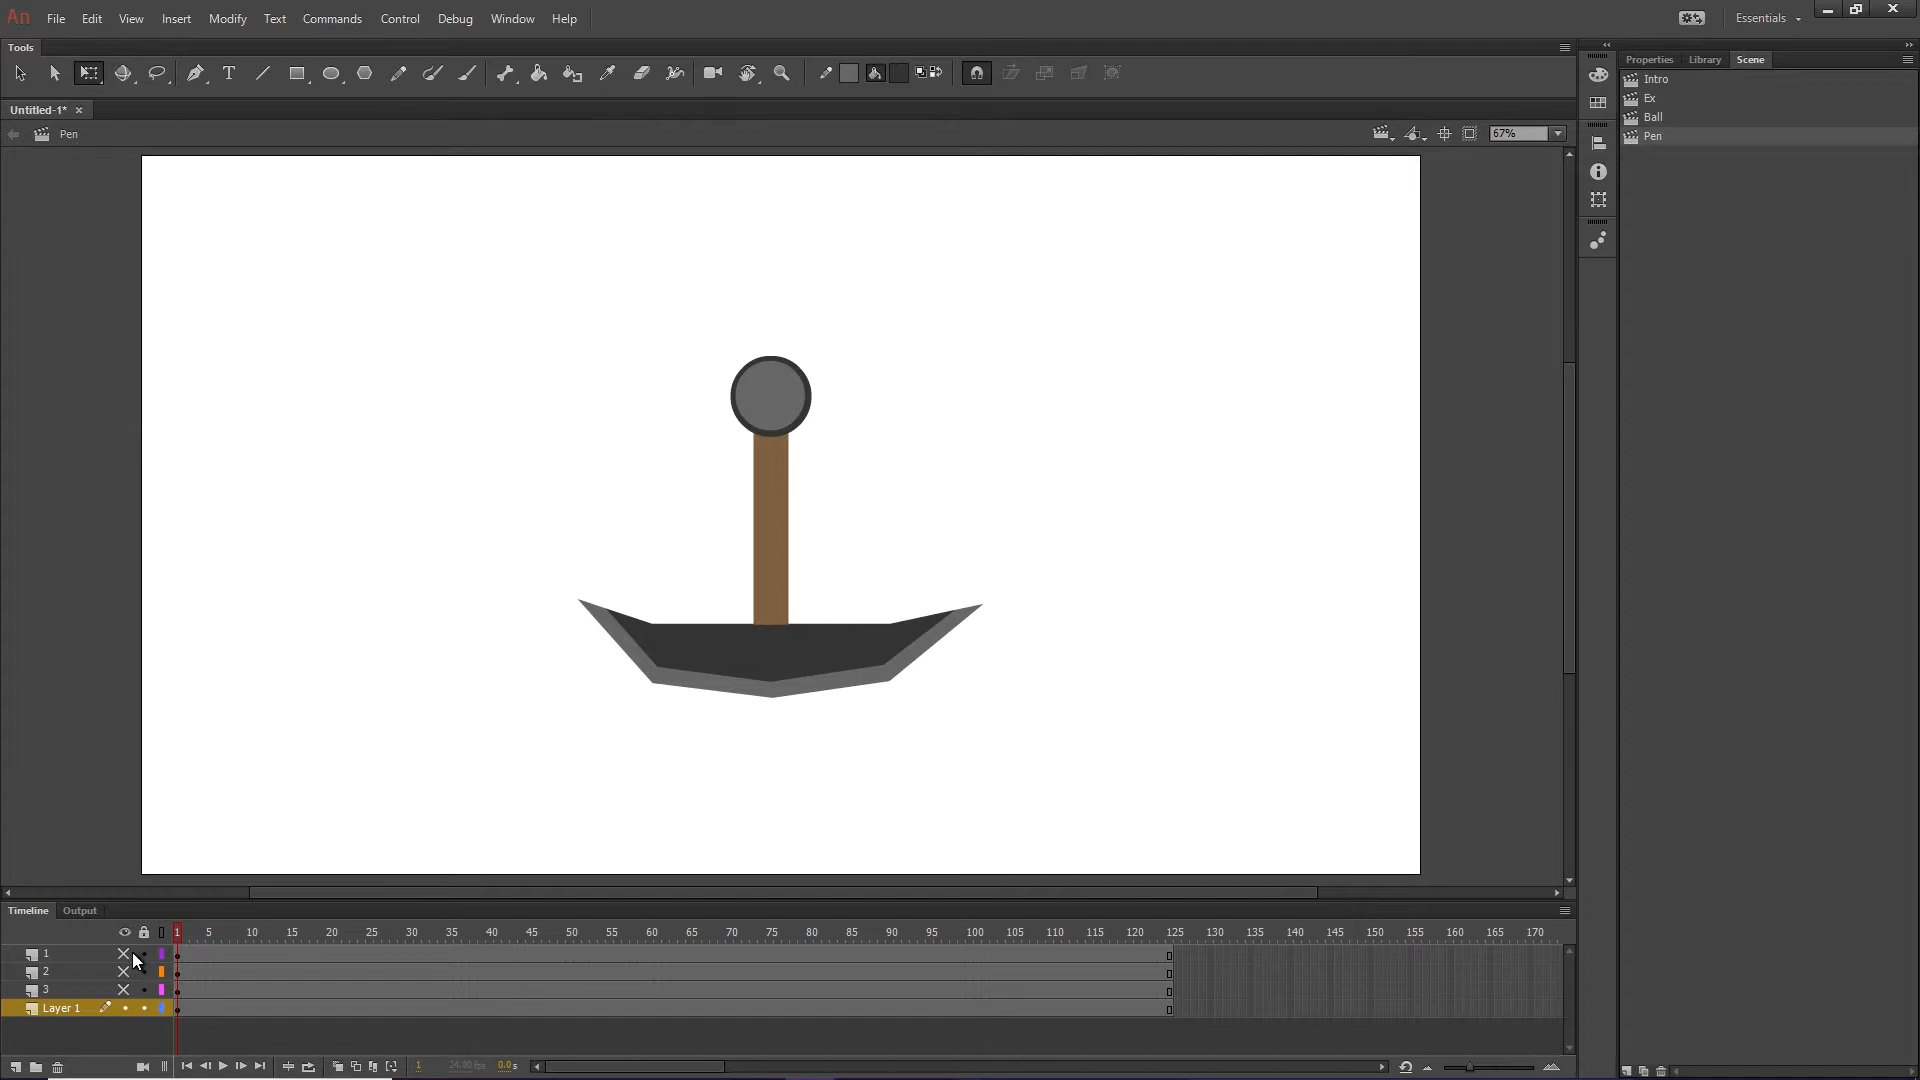 An File Edit View Insert Modify Text Commands Control Debug Window Help Essentials
Tools
Properties Library Scene
Intro
Ex
Ball
Pen
Untitled-1*
Pen
67%
Timeline Output
1 5 10 15 20 25 30 35 40 45 50 55 60 65 70 75 80 85 90 95 100 105 110 115 120 125 130 135 140 145 150 155 160 165 170
1
2
3
Layer 1
1 24.00 fps 0.0s